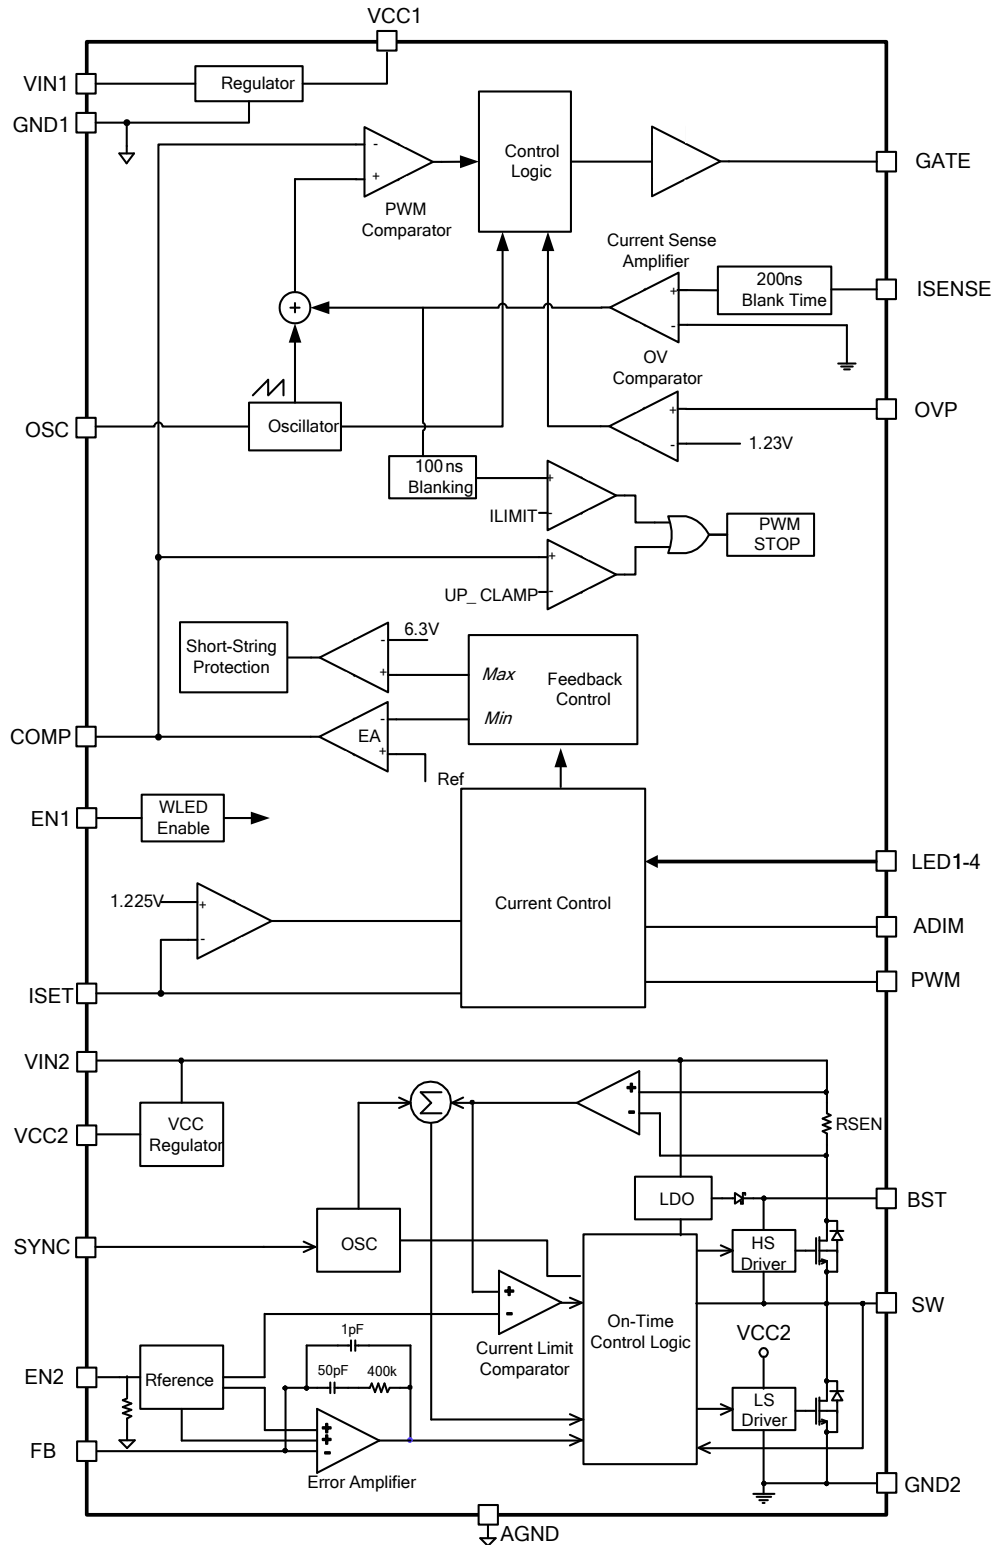 VCC1
VIN1
Regulator
GND1
-
+
PWM
Comparator
Control
Logic
GATE
Current Sense
Amplifier
+
-
200ns
Blank Time
ISENSE
+
OV
Comparator
+
-
1.23V
OVP
OSC
Oscillator
100ns
Blanking
+
-
ILIMIT
+
-
UP_ CLAMP
PWM
STOP
Short-String
Protection
-
+
6.3V
Max
Min
Feedback
Control
COMP
EA
-
+
Ref
EN1
WLED
Enable
LED1-4
1.225V
+
-
Current Control
ADIM
PWM
ISET
VIN2
Σ
+
-
RSEN
VCC2
VCC
Regulator
LDO
BST
SYNC
OSC
HS
Driver
+
-
Current Limit
Comparator
On-Time
Control Logic
SW
VCC2
1pF
50pF
400k
EN2
Rference
LS
Driver
+
+
-
FB
Error Amplifier
GND2
AGND